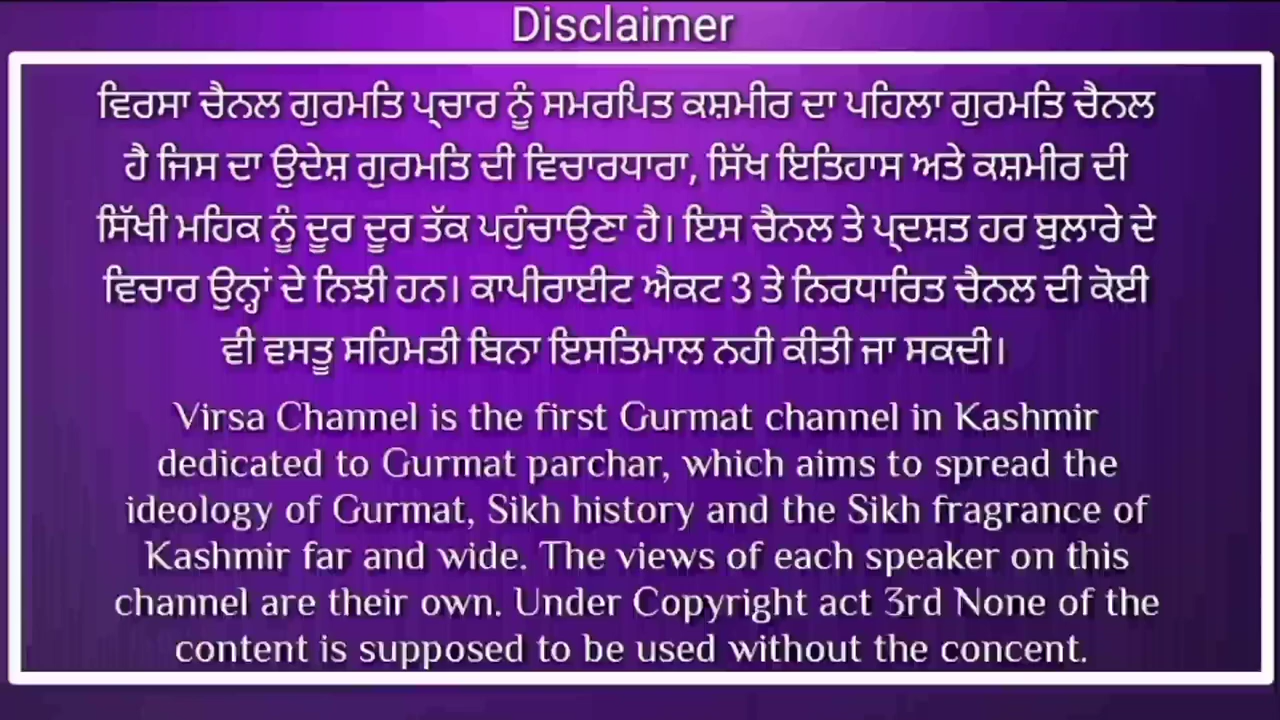 Disclaimer
ਵਿਰਸਾ ਚੈਨਲ ਗੁਰਮਤਿ ਪ੍ਰਚਾਰ ਨੂੰ ਸਮਰਪਿਤ ਕਸ਼ਮੀਰ ਦਾ ਪਹਿਲਾ ਗੁਰਮਤਿ ਚੈਨਲ
ਹੈ ਜਿਸ ਦਾ ਉਦੇਸ਼ ਗੁਰਮਤਿ ਦੀ ਵਿਚਾਰਧਾਰਾ, ਸਿੱਖ ਇਤਿਹਾਸ ਅਤੇ ਕਸ਼ਮੀਰ ਦੀ
ਸਿੱਖੀ ਮਹਿਕ ਨੂੰ ਦੂਰ ਦੂਰ ਤੱਕ ਪਹੁੰਚਾਉਣਾ ਹੈ। ਇਸ ਚੈਨਲ ਤੇ ਪ੍ਰਦਸ਼ਤ ਹਰ ਬੁਲਾਰੇ ਦੇ
ਵਿਚਾਰ ਉਨ੍ਹਾਂ ਦੇ ਨਿਝੀ ਹਨ। ਕਾਪੀਰਾਈਟ ਐਕਟ 3 ਤੇ ਨਿਰਧਾਰਿਤ ਚੈਨਲ ਦੀ ਕੋਈ
ਵੀ ਵਸਤੂ ਸਹਿਮਤੀ ਬਿਨਾ ਇਸਤਿਮਾਲ ਨਹੀ ਕੀਤੀ ਜਾ ਸਕਦੀ।
Virsa Channel is the first Gurmat channel in Kashmir
dedicated to Gurmat parchar, which aims to spread the
ideology of Gurmat, Sikh history and the Sikh fragrance of
Kashmir far and wide. The views of each speaker on this
channel are their own. Under Copyright act 3rd None of the
content is supposed to be used without the concent.